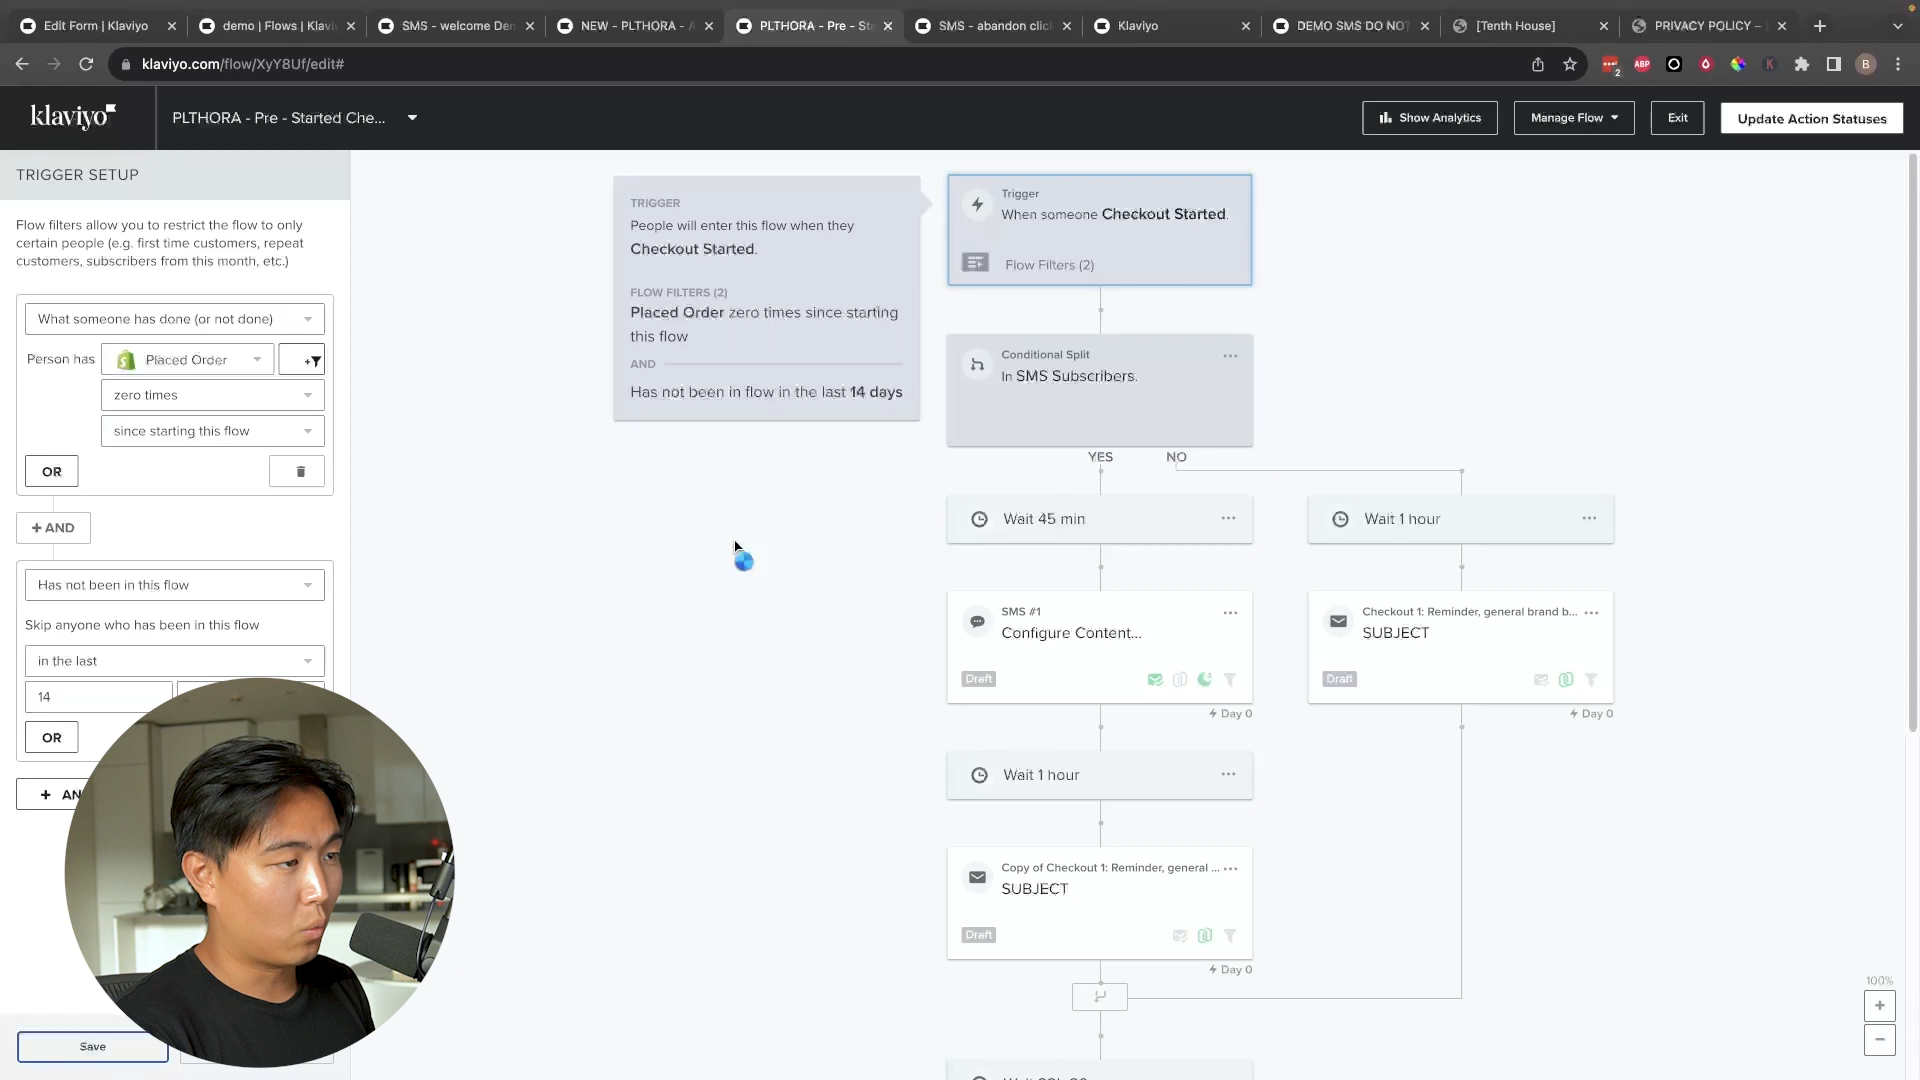 Edit Form | Klaviyo
demo | Flows | Klavi
SMS - welcome Den
NEW - PLTHORA - A
PLTHORA - Pre - Sta
SMS - abandon click
Klaviyo
DEMO SMS DO NOT
[Tenth House]
PRIVACY POLICY –
klaviyo.com/flow/XyY8Uf/edit#
2
ABP
K
B
klaviyo
PLTHORA - Pre - Started Che...
Show Analytics
Manage Flow
Exit
Update Action Statuses
TRIGGER SETUP
Flow filters allow you to restrict the flow to only
certain people (e.g. first time customers, repeat
customers, subscribers from this month, etc.)
What someone has done (or not done)
Person has
Placed Order
zero times
since starting this flow
OR
+ AND
Has not been in this flow
Skip anyone who has been in this flow
in the last
14
OR
+ AN
Save
TRIGGER
People will enter this flow when they
Checkout Started.
FLOW FILTERS (2)
Placed Order zero times since starting
this flow
AND
Has not been in flow in the last 14 days
Trigger
When someone Checkout Started.
Flow Filters (2)
Conditional Split
In SMS Subscribers.
YES
NO
Wait 45 min
Wait 1 hour
SMS #1
Configure Content...
Draft
Day 0
Checkout 1: Reminder, general brand b...
SUBJECT
Draft
Day 0
Wait 1 hour
Copy of Checkout 1: Reminder, general ...
SUBJECT
Draft
Day 0
100%
+
−